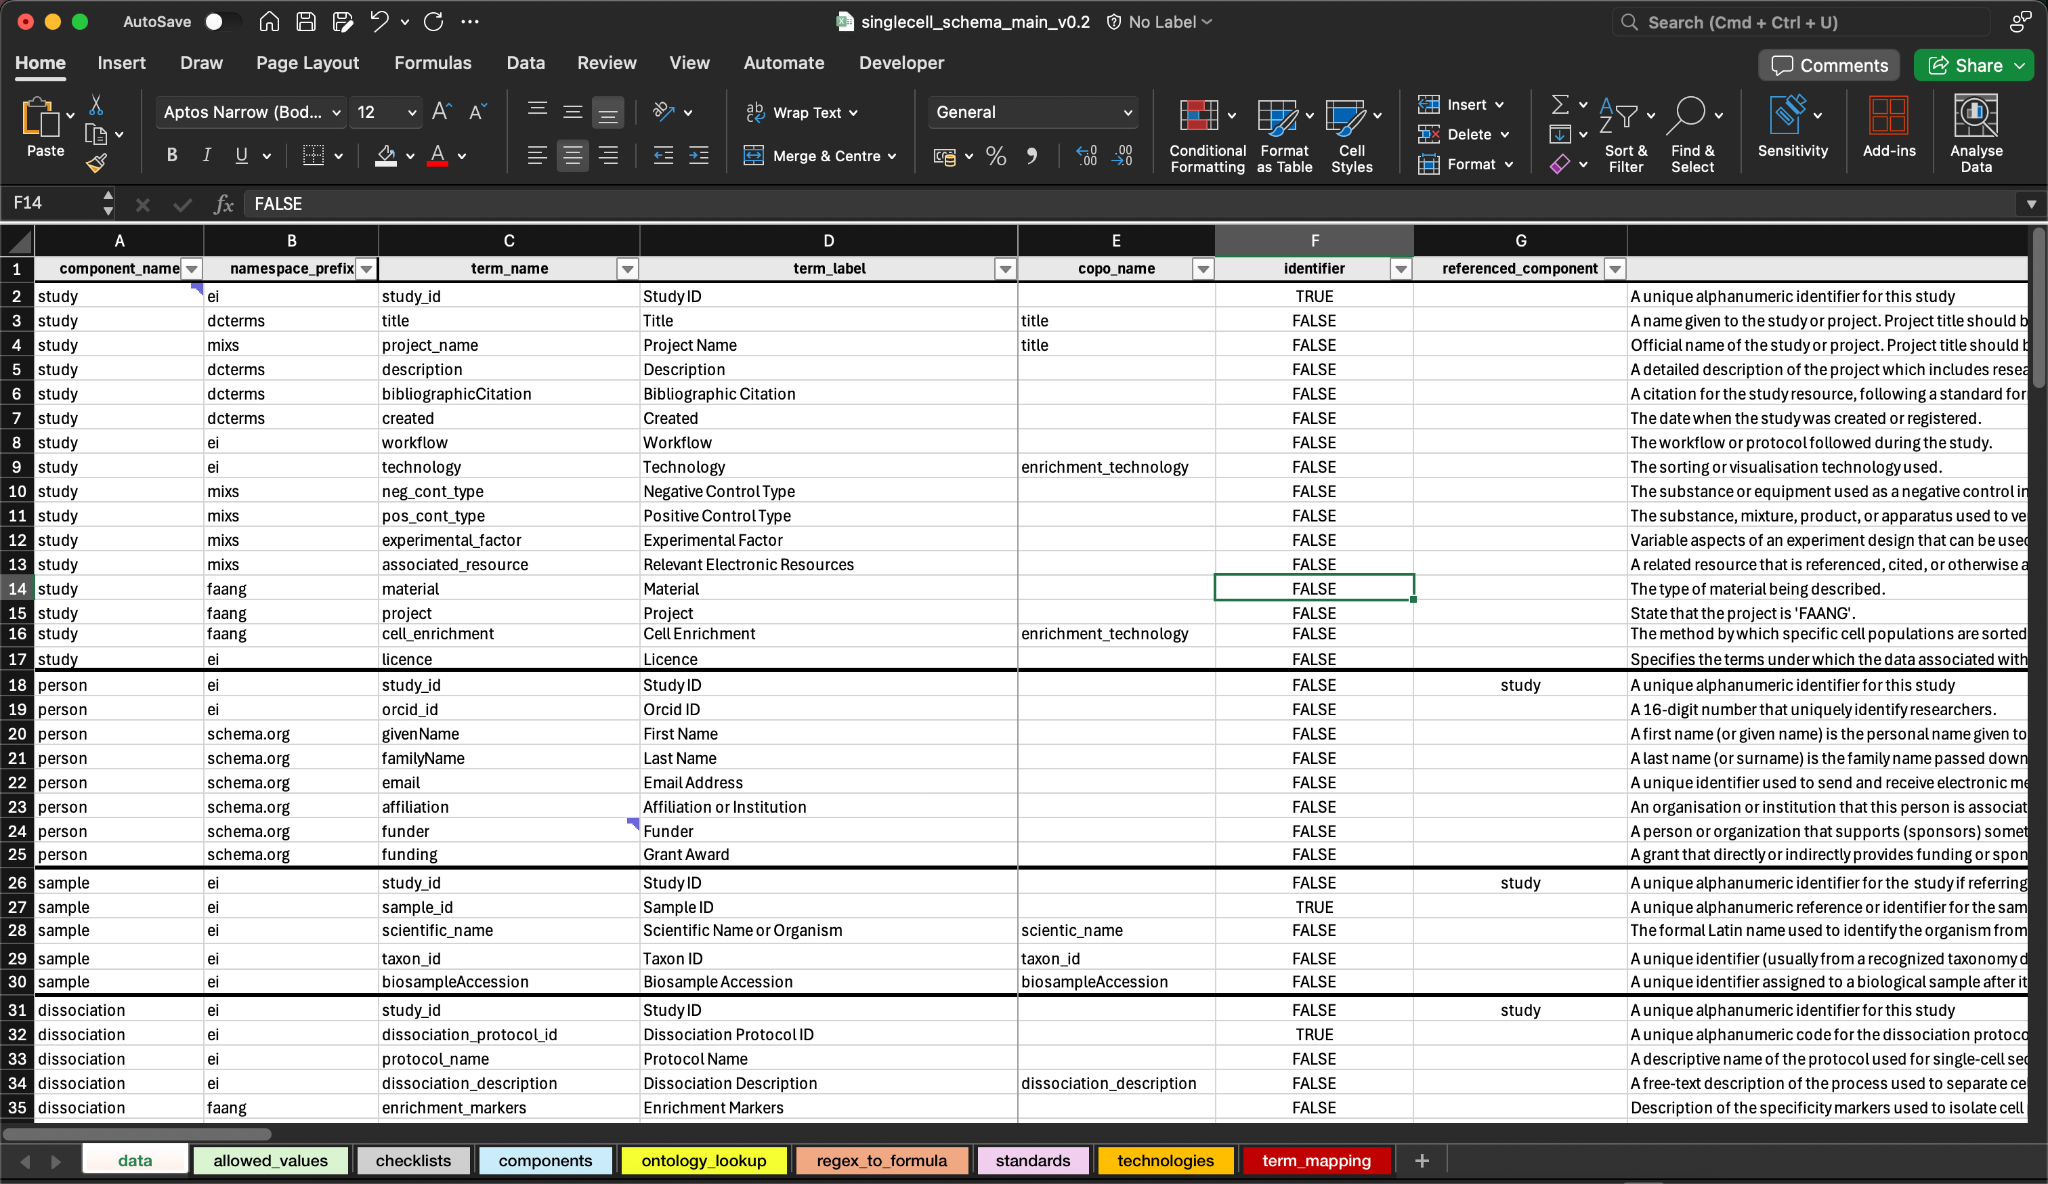 AutoSave
singlecell_schema_main_v0.2 No Label
Search (Cmd + Ctrl + U)
Home Insert Draw Page Layout Formulas Data Review View Automate Developer
Comments Share
Paste
Aptos Narrow (Bod... 12
B I U
Wrap Text
Merge & Centre
General
Conditional Formatting
Format as Table
Cell Styles
Insert
Delete
Format
Sort & Filter
Find & Select
Sensitivity
Add-ins
Analyse Data
F14 fx FALSE
A B C D E F G
1 component_name namespace_prefix term_name term_label copo_name identifier referenced_component
2 study ei study_id Study ID TRUE A unique alphanumeric identifier for this study
3 study dcterms title Title title FALSE A name given to the study or project. Project title should b
4 study mixs project_name Project Name title FALSE Official name of the study or project. Project title should b
5 study dcterms description Description FALSE A detailed description of the project which includes resea
6 study dcterms bibliographicCitation Bibliographic Citation FALSE A citation for the study resource, following a standard for
7 study dcterms created Created FALSE The date when the study was created or registered.
8 study ei workflow Workflow FALSE The workflow or protocol followed during the study.
9 study ei technology Technology enrichment_technology FALSE The sorting or visualisation technology used.
10 study mixs neg_cont_type Negative Control Type FALSE The substance or equipment used as a negative control in
11 study mixs pos_cont_type Positive Control Type FALSE The substance, mixture, product, or apparatus used to ve
12 study mixs experimental_factor Experimental Factor FALSE Variable aspects of an experiment design that can be used
13 study mixs associated_resource Relevant Electronic Resources FALSE A related resource that is referenced, cited, or otherwise a
14 study faang material Material FALSE The type of material being described.
15 study faang project Project FALSE State that the project is 'FAANG'.
16 study faang cell_enrichment Cell Enrichment enrichment_technology FALSE The method by which specific cell populations are sorted
17 study ei licence Licence FALSE Specifies the terms under which the data associated with
18 person ei study_id Study ID FALSE study A unique alphanumeric identifier for this study
19 person ei orcid_id Orcid ID FALSE A 16-digit number that uniquely identify researchers.
20 person schema.org givenName First Name FALSE A first name (or given name) is the personal name given to
21 person schema.org familyName Last Name FALSE A last name (or surname) is the family name passed down
22 person schema.org email Email Address FALSE A unique identifier used to send and receive electronic me
23 person schema.org affiliation Affiliation or Institution FALSE An organisation or institution that this person is associat
24 person schema.org funder Funder FALSE A person or organization that supports (sponsors) somet
25 person schema.org funding Grant Award FALSE A grant that directly or indirectly provides funding or spon
26 sample ei study_id Study ID FALSE study A unique alphanumeric identifier for the study if referring
27 sample ei sample_id Sample ID TRUE A unique alphanumeric reference or identifier for the sam
28 sample ei scientific_name Scientific Name or Organism scientic_name FALSE The formal Latin name used to identify the organism from
29 sample ei taxon_id Taxon ID taxon_id FALSE A unique identifier (usually from a recognized taxonomy d
30 sample ei biosampleAccession Biosample Accession biosampleAccession FALSE A unique identifier assigned to a biological sample after it
31 dissociation ei study_id Study ID FALSE study A unique alphanumeric identifier for this study
32 dissociation ei dissociation_protocol_id Dissociation Protocol ID TRUE A unique alphanumeric code for the dissociation protoco
33 dissociation ei protocol_name Protocol Name FALSE A descriptive name of the protocol used for single-cell sec
34 dissociation ei dissociation_description Dissociation Description dissociation_description FALSE A free-text description of the process used to separate ce
35 dissociation faang enrichment_markers Enrichment Markers FALSE Description of the specificity markers used to isolate cell
data allowed_values checklists components ontology_lookup regex_to_formula standards technologies term_mapping +